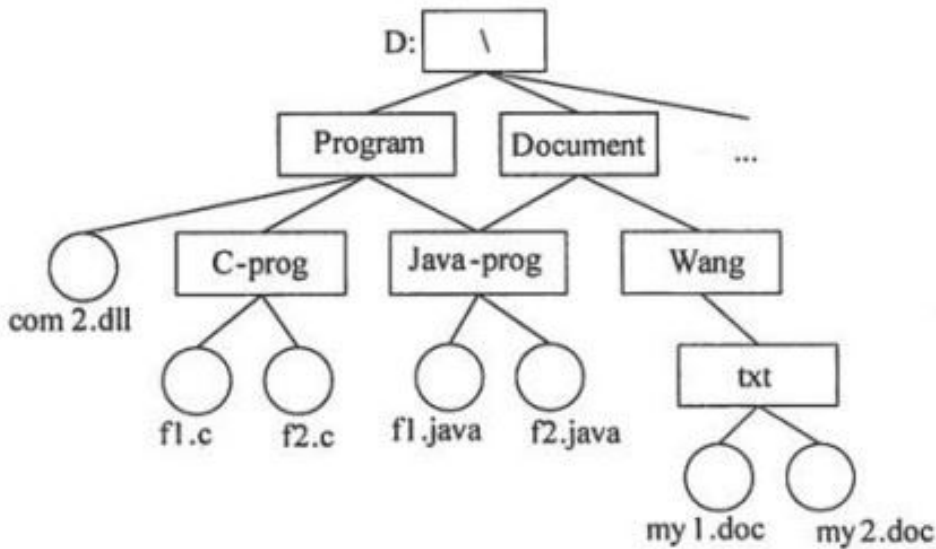 D: \
Program Document ...
C-prog Java-prog Wang
com 2.dll
txt
f1.c f2.c f1.java f2.java
my 1.doc my 2.doc